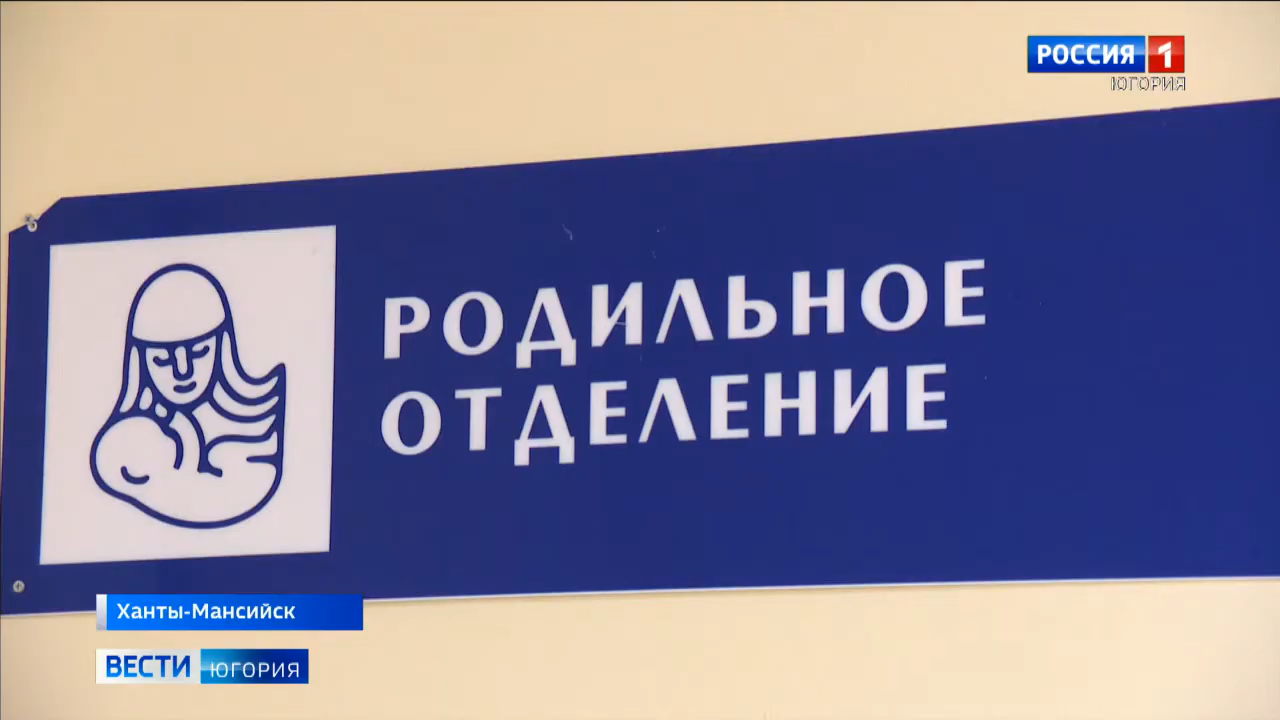 РОССИЯ 1
ЮГОРИЯ
РОДИЛЬНОЕ
ОТДЕЛЕНИЕ
Ханты-Мансийск
ВЕСТИ ЮГОРИЯ